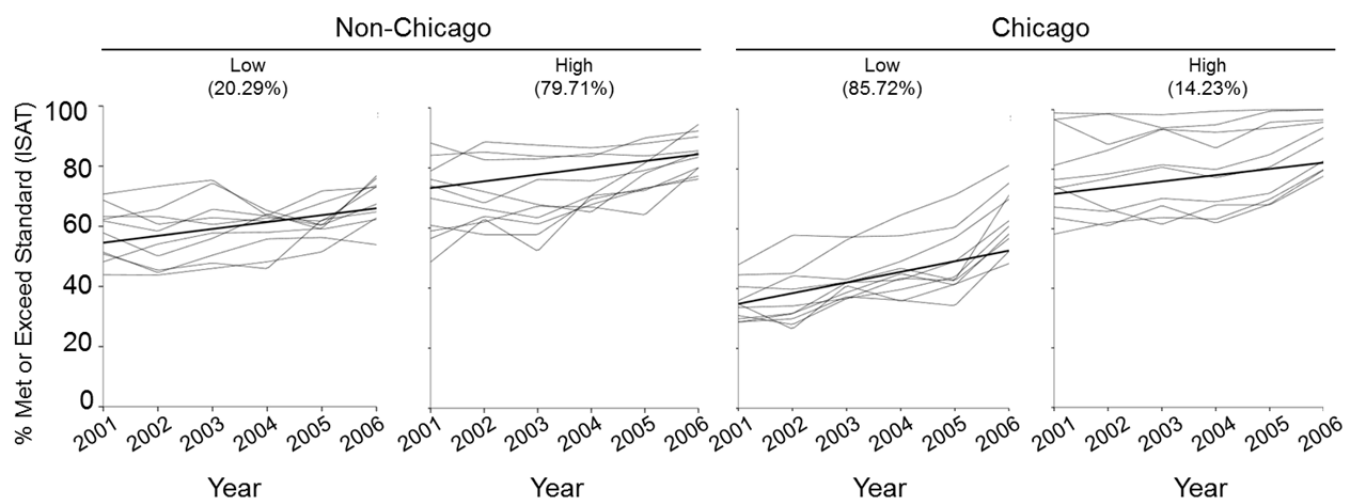 Non-Chicago
Chicago
Low
(20.29%)
High
(79.71%)
Low
(85.72%)
High
(14.23%)
% Met or Exceed Standard (ISAT)
100
80
60
40
20
0
2001 2002 2003 2004 2005 2006
2001 2002 2003 2004 2005 2006
2001 2002 2003 2004 2005 2006
2001 2002 2003 2004 2005 2006
Year
Year
Year
Year